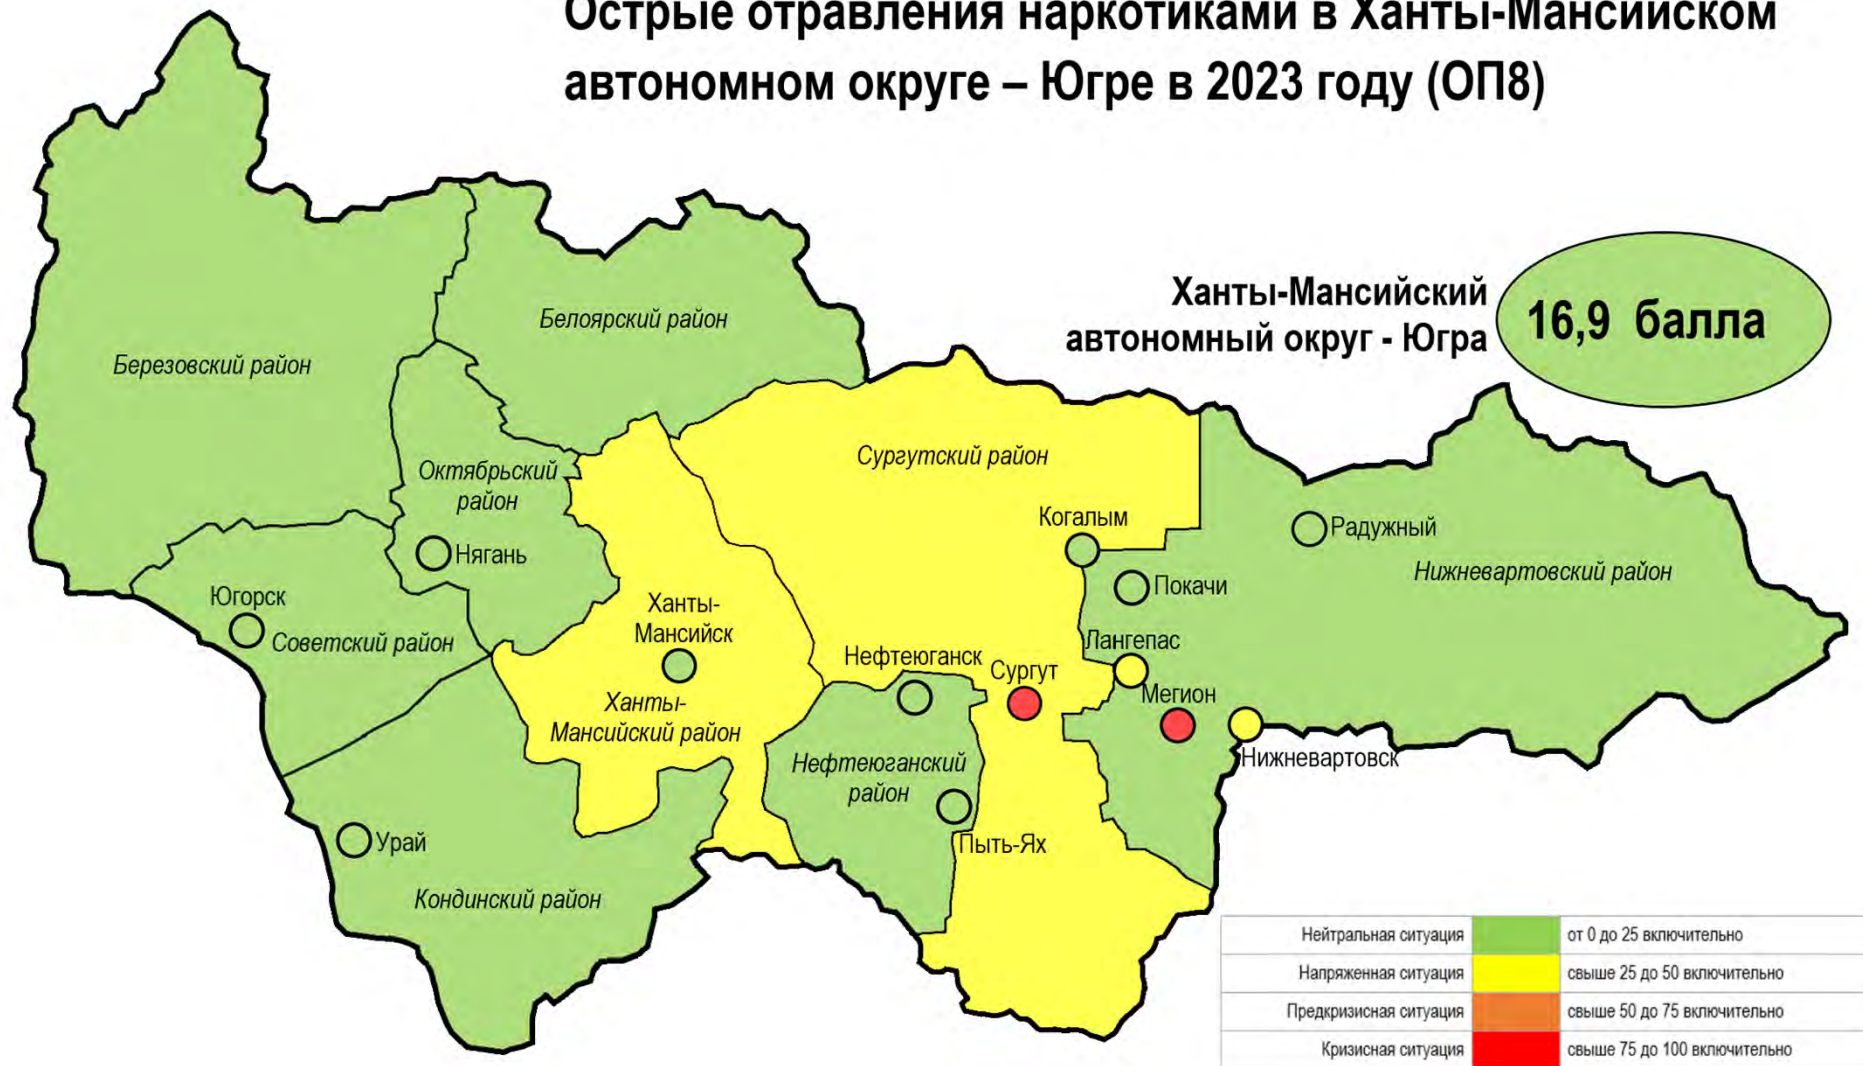 Острые отравления наркотиками в Ханты-Мансийском
автономном округе – Югре в 2023 году (ОП8)
Ханты-Мансийский
автономный округ - Югра
16,9 балла
Белоярский район
Березовский район
Сургутский район
Октябрьский
район
Когалым
Радужный
Нягань
Нижневартовский район
Покачи
Югорск
Ханты-
Мансийск
Советский район
Лангепас
Нефтеюганск
Сургут
Мегион
Ханты-
Мансийский район
Нижневартовск
Нефтеюганский
район
Урай
Пыть-Ях
Кондинский район
Нейтральная ситуация от 0 до 25 включительно
Напряженная ситуация свыше 25 до 50 включительно
Предкризисная ситуация свыше 50 до 75 включительно
Кризисная ситуация свыше 75 до 100 включительно